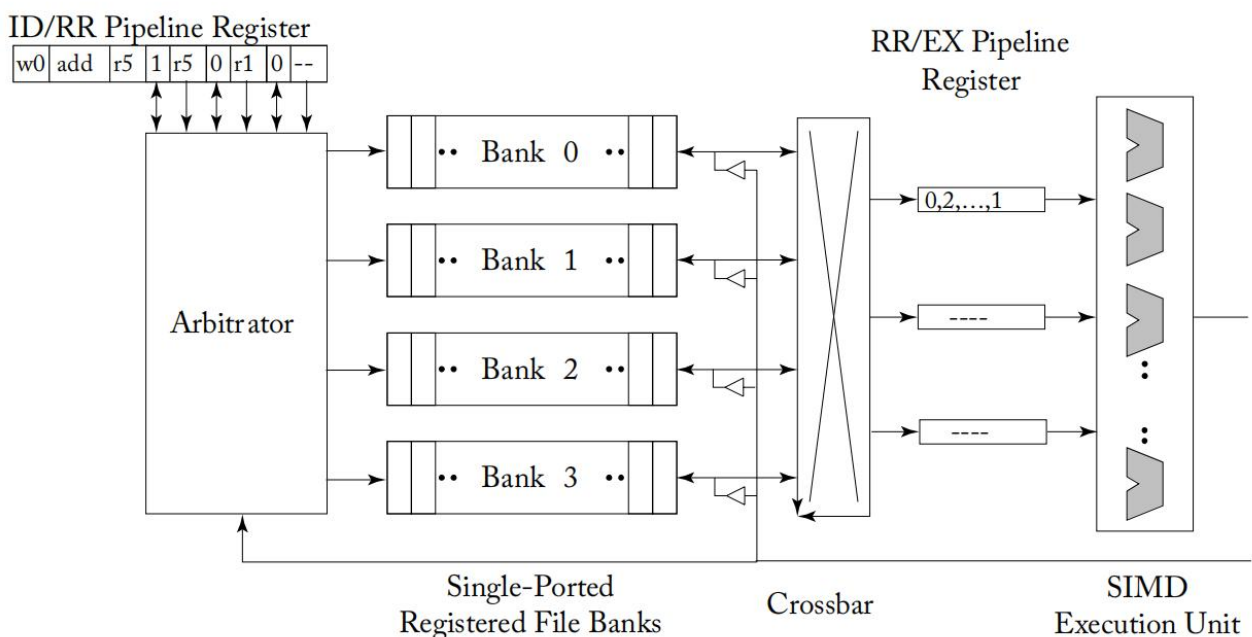 ID/RR Pipeline Register
w0 add r5 1 r5 0 r1 0 --
RR/EX Pipeline
Register
Bank 0
0,2,...,1
Bank 1
Arbitrator
----
Bank 2
----
Bank 3
Single-Ported
Registered File Banks
Crossbar
SIMD
Execution Unit